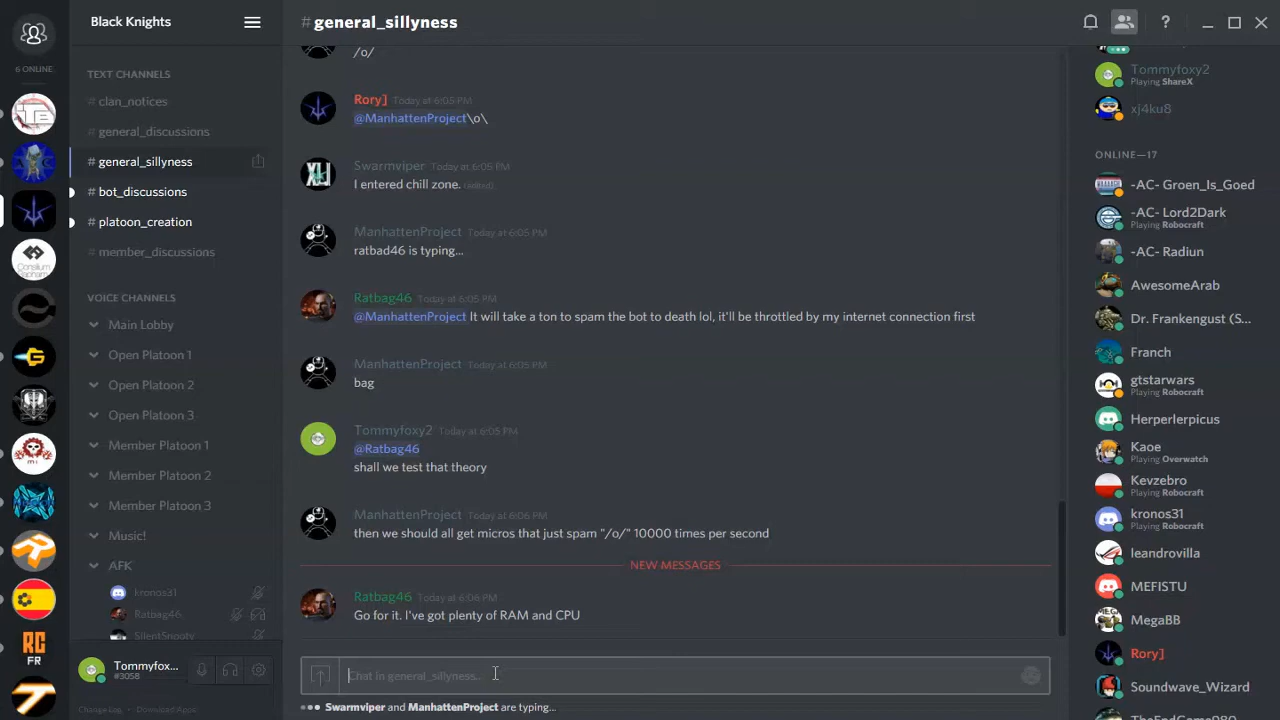 6 ONLINE
Black Knights
TEXT CHANNELS
# clan_notices
# general_discussions
# general_sillyness
# bot_discussions
# platoon_creation
# member_discussions
VOICE CHANNELS
Main Lobby
Open Platoon 1
Open Platoon 2
Open Platoon 3
Member Platoon 1
Member Platoon 2
Member Platoon 3
Music!
AFK
kronos31
Ratbag46
SilentSnooty
Tommyfox...
#3058
Change Log
Download Apps
#general_sillyness
/o/
Rory] Today at 6:05 PM
@ManhattenProject\o\
Swarmviper Today at 6:05 PM
I entered chill zone. (edited)
ManhattenProject Today at 6:05 PM
ratbad46 is typing...
Ratbag46 Today at 6:05 PM
@ManhattenProject It will take a ton to spam the bot to death lol, it'll be throttled by my internet connection first
ManhattenProject Today at 6:05 PM
bag
Tommyfoxy2 Today at 6:05 PM
@Ratbag46
shall we test that theory
ManhattenProject Today at 6:06 PM
then we should all get micros that just spam "/o/" 10000 times per second
NEW MESSAGES
Ratbag46 Today at 6:06 PM
Go for it. I've got plenty of RAM and CPU
Chat in general_sillyness...
Swarmviper and ManhattenProject are typing...
Tommyfoxy2
Playing ShareX
xj4ku8
ONLINE—17
-AC- Groen_Is_Goed
-AC- Lord2Dark
Playing Robocraft
-AC- Radiun
AwesomeArab
Dr. Frankengust (S...
Franch
gtstarwars
Playing Robocraft
Herperlerpicus
Kaoe
Playing Overwatch
Kevzebro
Playing Robocraft
kronos31
Playing Robocraft
leandrovilla
MEFISTU
MegaBB
Rory]
Soundwave_Wizard